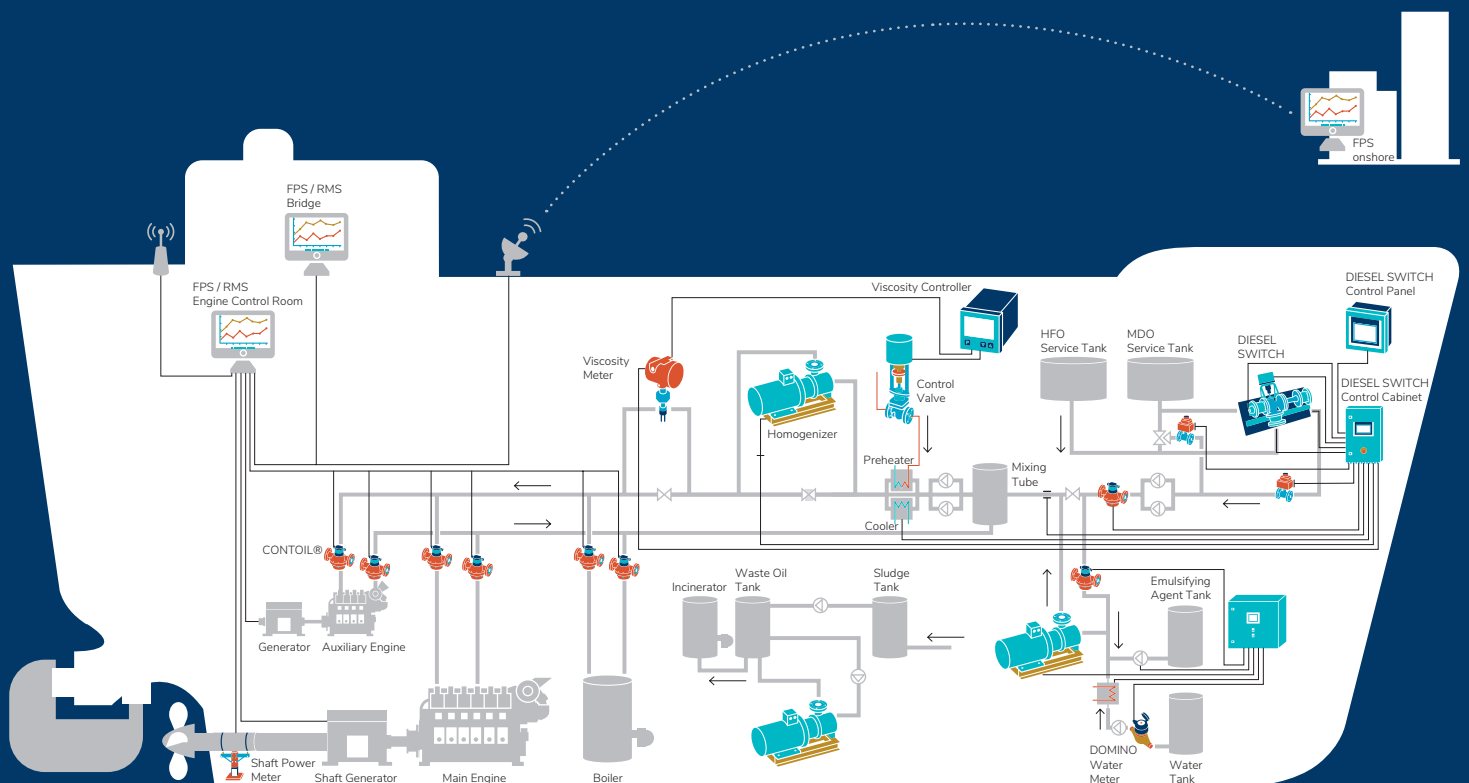 FPS
onshore
FPS / RMS
Bridge
FPS / RMS
Engine Control Room
Viscosity Controller
DIESEL SWITCH
Control Panel
HFO
Service Tank
MDO
Service Tank
DIESEL
SWITCH
Viscosity
Meter
Control
Valve
DIESEL SWITCH
Control Cabinet
Homogenizer
Preheater
Mixing
Tube
Cooler
CONTOIL®
Incinerator
Waste Oil
Tank
Sludge
Tank
Emulsifying
Agent Tank
Generator
Auxiliary Engine
DOMINO
Water
Meter
Water
Tank
Shaft Power
Meter
Shaft Generator
Main Engine
Boiler